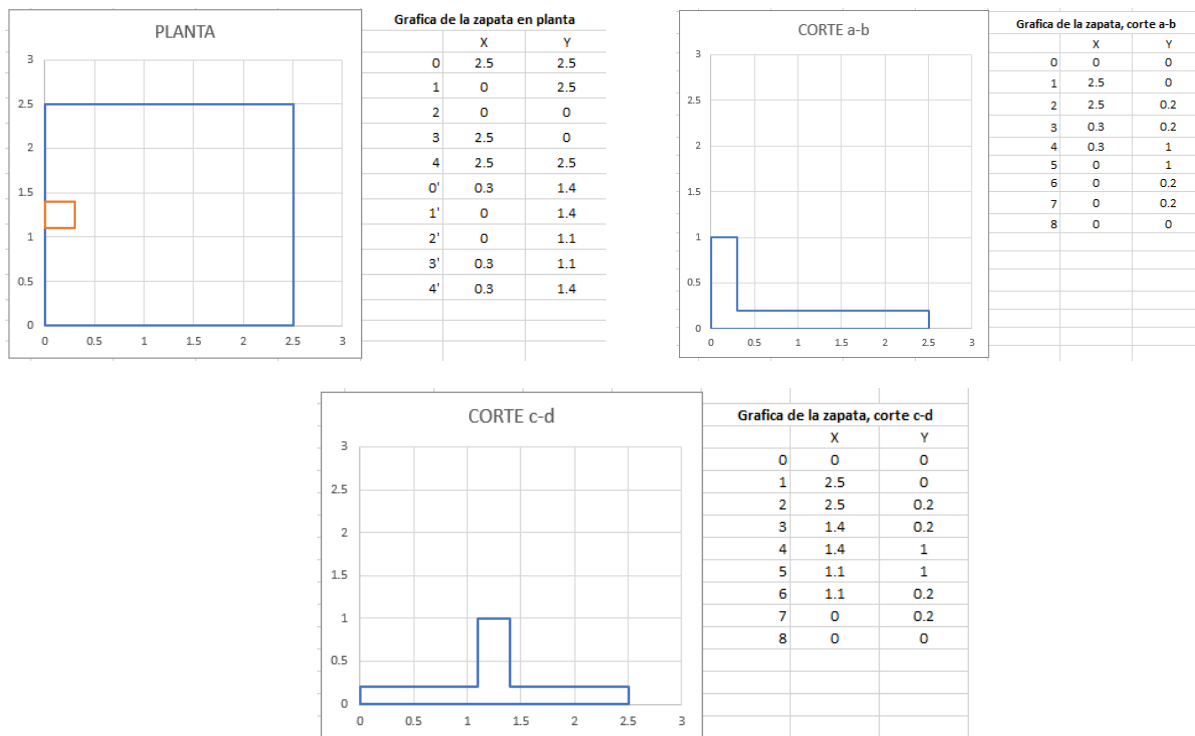 PLANTA
3
2.5
2
1.5
1
0.5
0
0 0.5 1 1.5 2 2.5 3
Grafica de la zapata en planta
X Y
0 2.5 2.5
1 0 2.5
2 0 0
3 2.5 0
4 2.5 2.5
0' 0.3 1.4
1' 0 1.4
2' 0 1.1
3' 0.3 1.1
4' 0.3 1.4
CORTE a-b
3
2.5
2
1.5
1
0.5
0
0 0.5 1 1.5 2 2.5 3
Grafica de la zapata, corte a-b
X Y
0 0 0
1 2.5 0
2 2.5 0.2
3 0.3 0.2
4 0.3 1
5 0 1
6 0 0.2
7 0 0.2
8 0 0
CORTE c-d
3
2.5
2
1.5
1
0.5
0
0 0.5 1 1.5 2 2.5 3
Grafica de la zapata, corte c-d
X Y
0 0 0
1 2.5 0
2 2.5 0.2
3 1.4 0.2
4 1.4 1
5 1.1 1
6 1.1 0.2
7 0 0.2
8 0 0